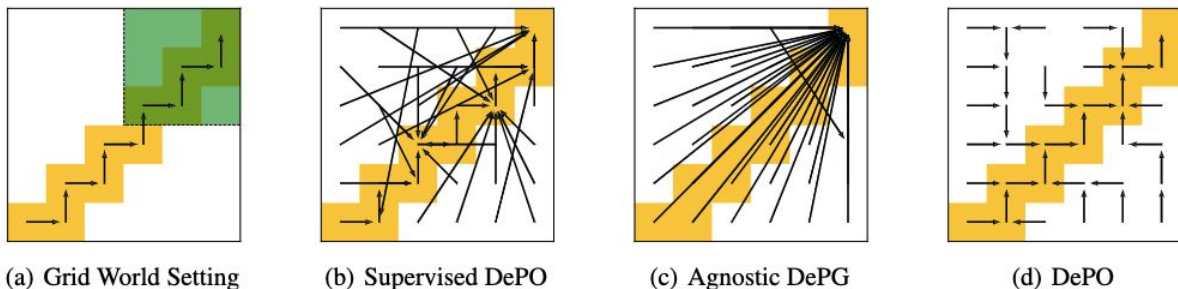 (a) Grid World Setting
(b) Supervised DePO
(c) Agnostic DePG
(d) DePO